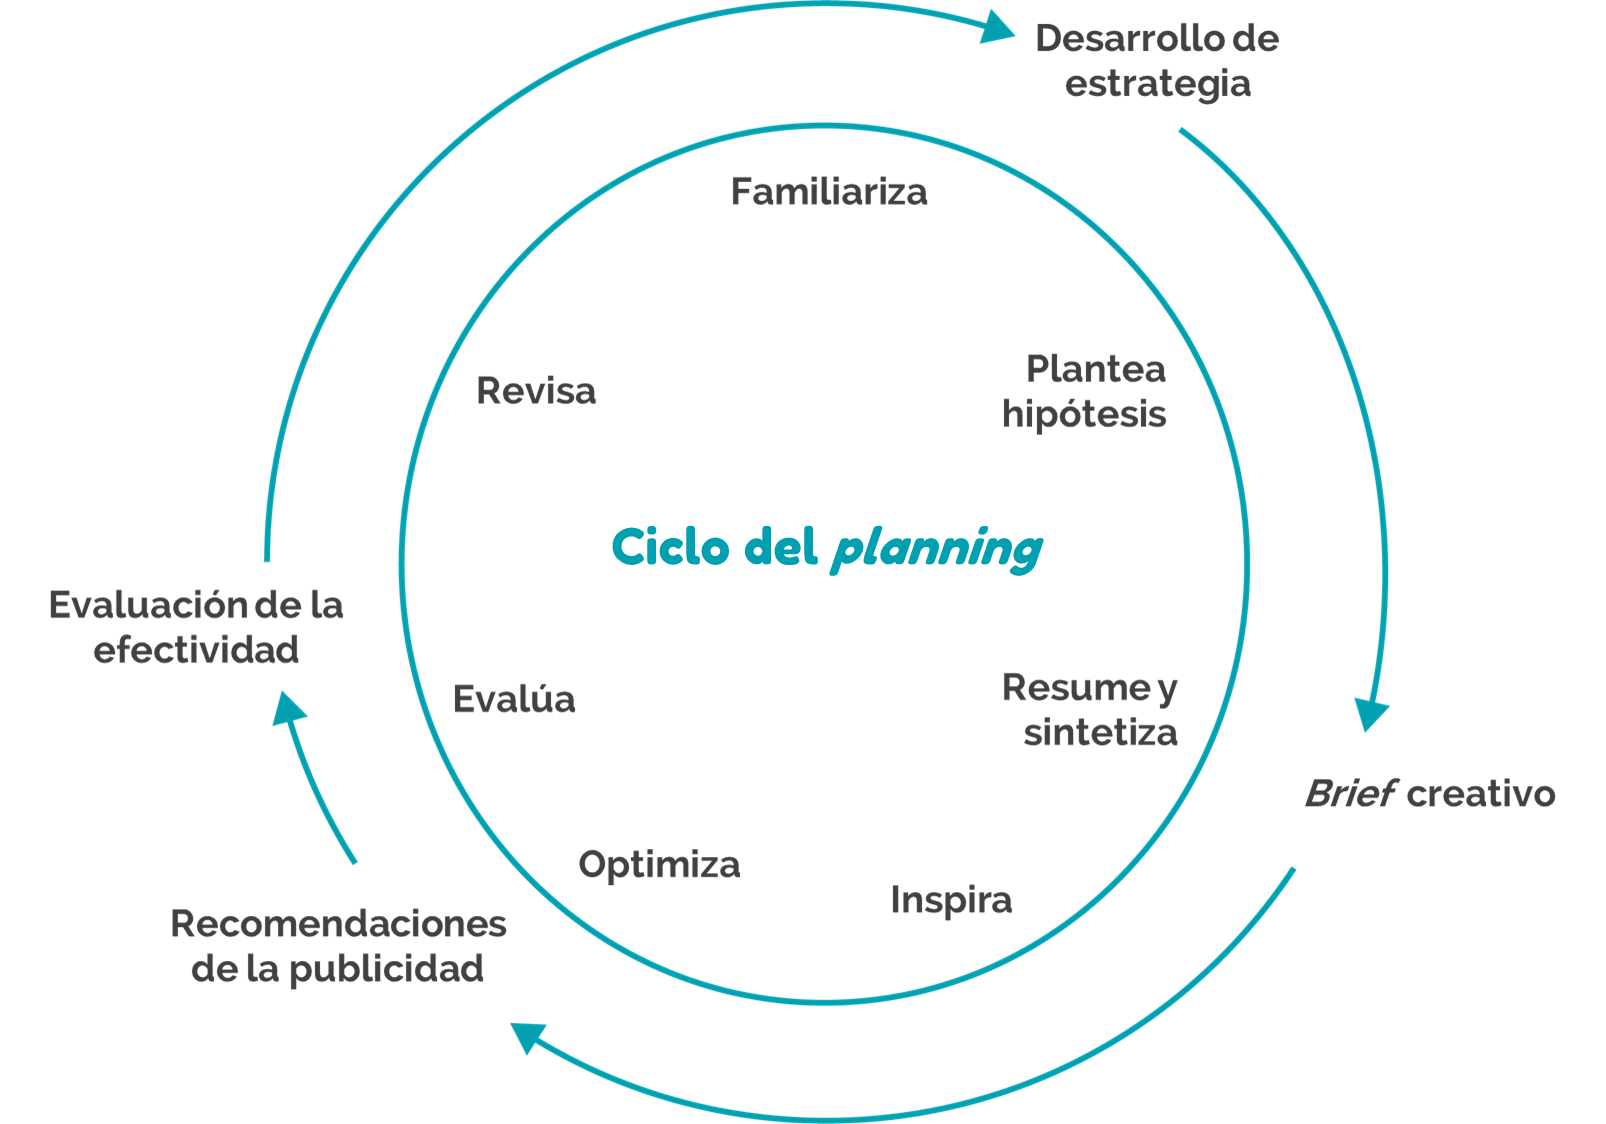 Desarrollo de
estrategia
Familiariza
Plantea
hipótesis
Revisa
Ciclo del planning
Evaluación de la
efectividad
Evalúa
Resume y
sintetiza
Brief creativo
Optimiza
Inspira
Recomendaciones
de la publicidad